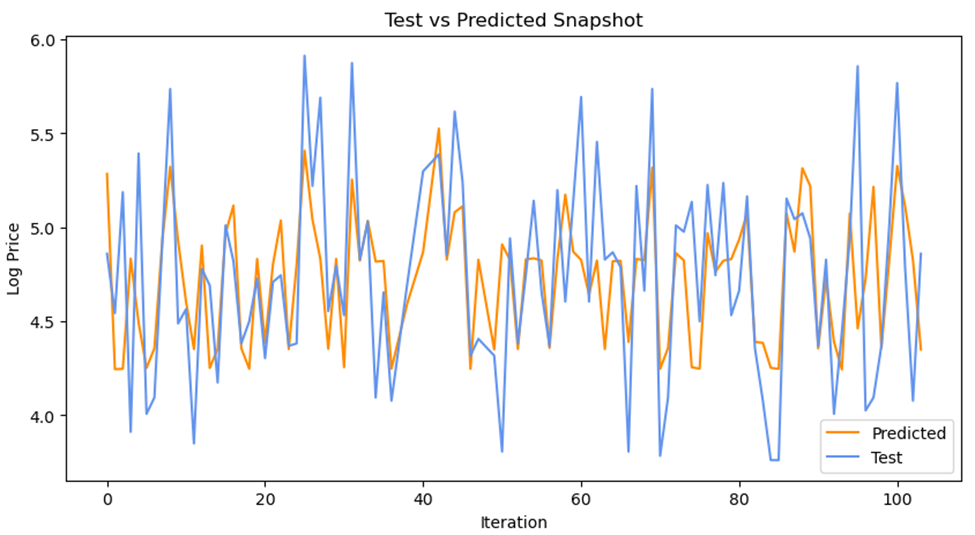 Test vs Predicted Snapshot
6.0
5.5
5.0
4.5
4.0
Log Price
0 20 40 60 80 100
Iteration
Predicted
Test